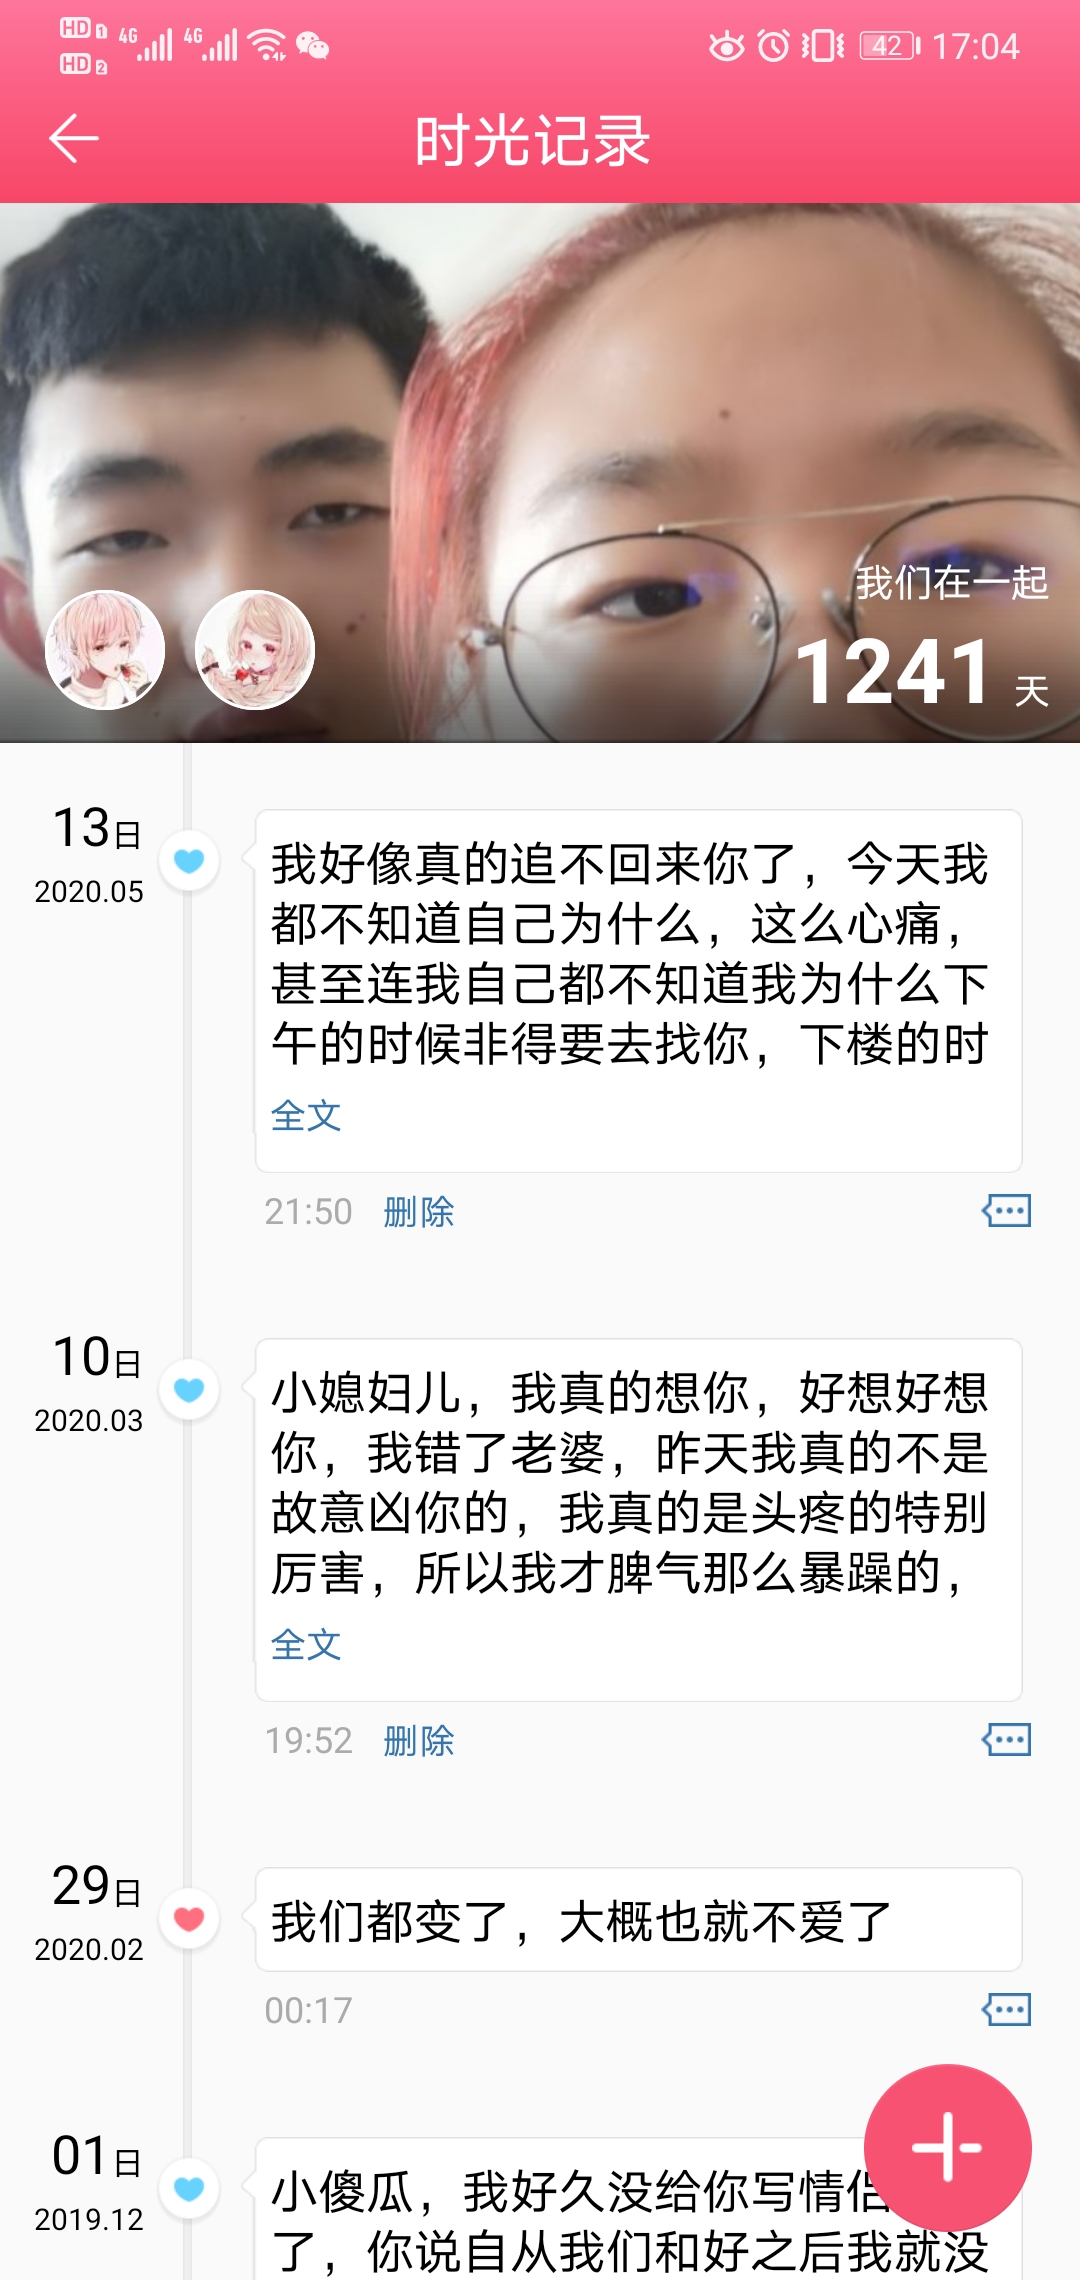 HD 1 4G 4G 42 17:04
HD 2
时光记录
我们在一起
1241 天
13日
2020.05
我好像真的追不回来你了，今天我
都不知道自己为什么，这么心痛，
甚至连我自己都不知道我为什么下
午的时候非得要去找你，下楼的时
全文
21:50 删除
10日
2020.03
小媳妇儿，我真的想你，好想好想
你，我错了老婆，昨天我真的不是
故意凶你的，我真的是头疼的特别
厉害，所以我才脾气那么暴躁的，
全文
19:52 删除
29日
2020.02
我们都变了，大概也就不爱了
00:17
01日
2019.12
小傻瓜，我好久没给你写情侣
了，你说自从我们和好之后我就没